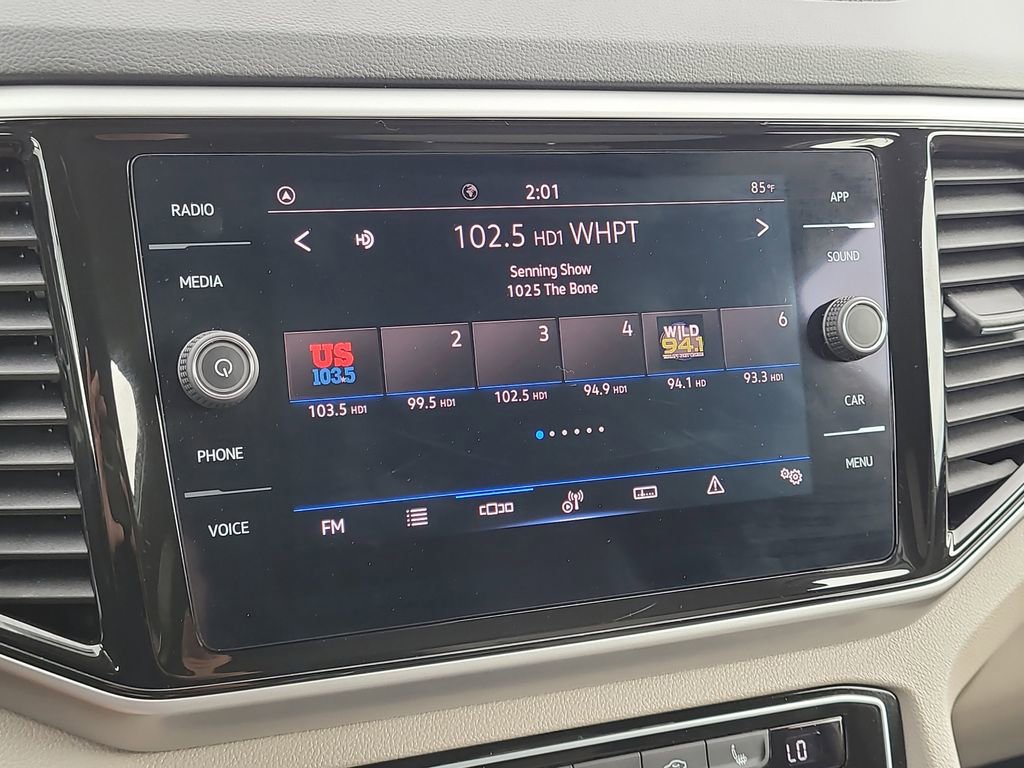 2:01
85°F
RADIO
MEDIA
PHONE
VOICE
HD
102.5 HD1 WHPT
Senning Show
1025 The Bone
US
103.5
2
3
4
WiLD
94.1
6
103.5 HD1
99.5 HD1
102.5 HD1
94.9 HD1
94.1 HD
93.3 HD1
FM
APP
SOUND
CAR
MENU
LO